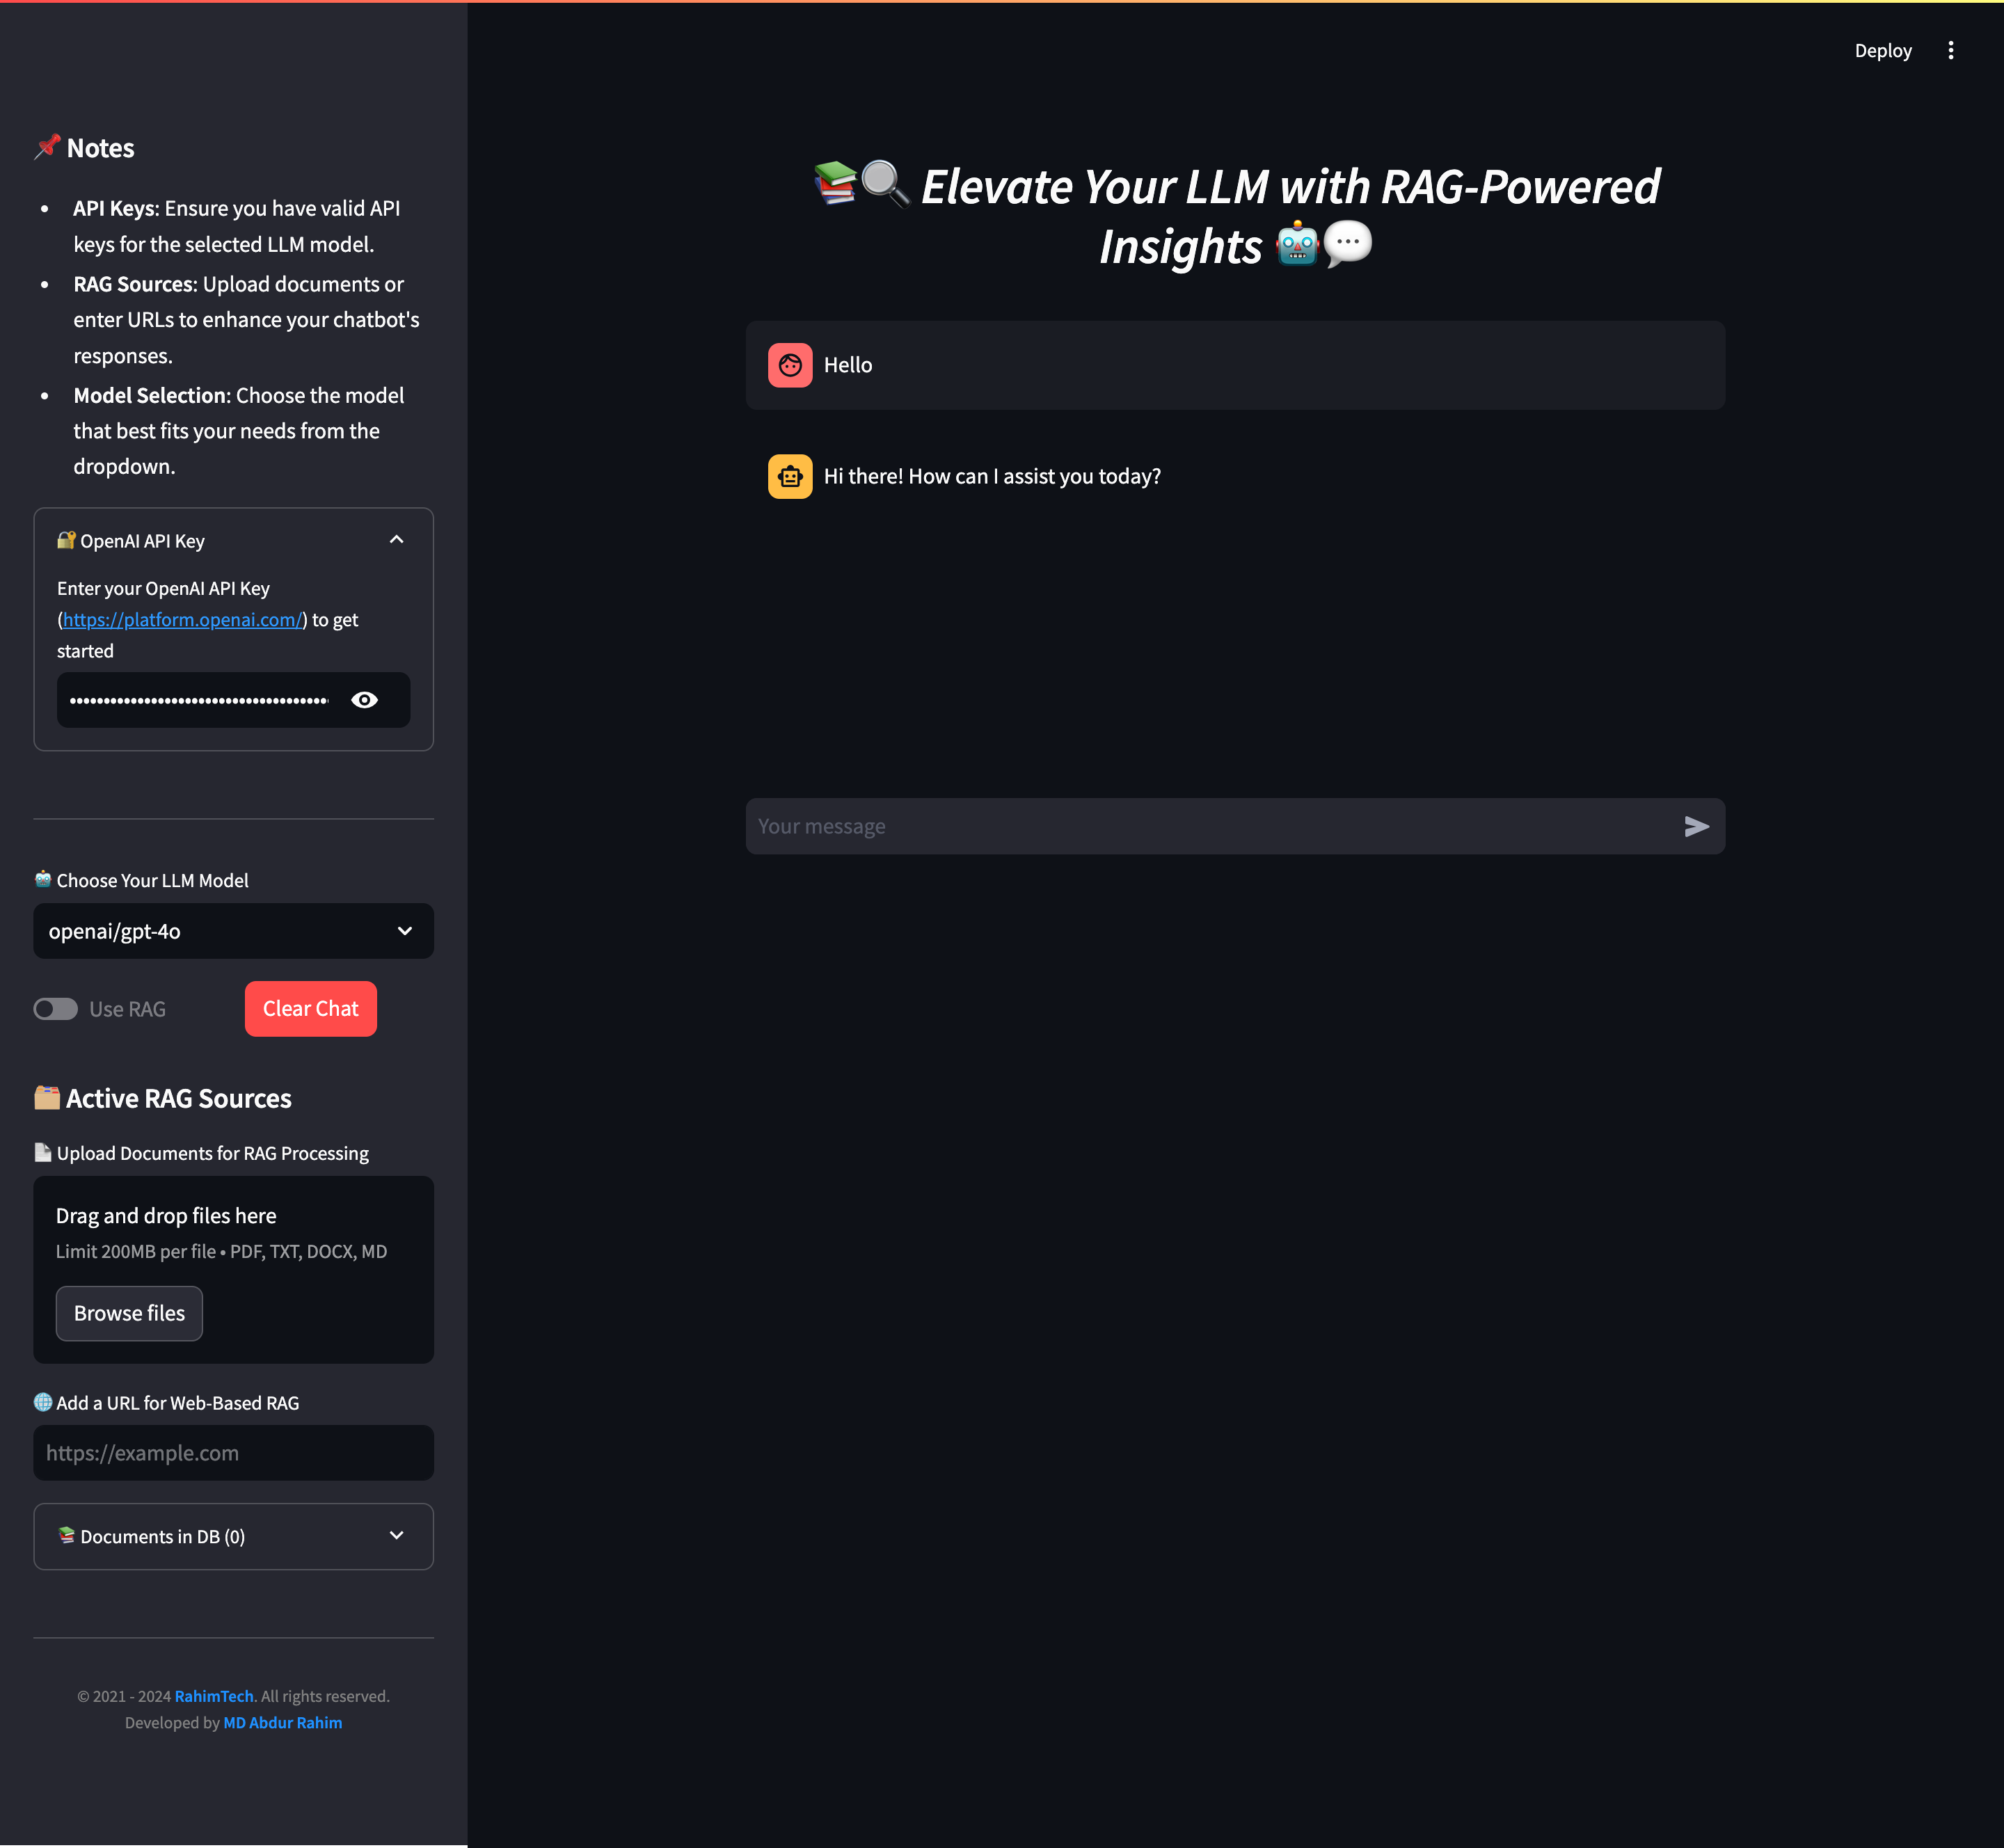 Deploy
📌 Notes
• API Keys: Ensure you have valid API
keys for the selected LLM model.
• RAG Sources: Upload documents or
enter URLs to enhance your chatbot's
responses.
• Model Selection: Choose the model
that best fits your needs from the
dropdown.
🔐 OpenAI API Key
Enter your OpenAI API Key
(https://platform.openai.com/) to get
started
🤖 Choose Your LLM Model
openai/gpt-4o
Use RAG
Clear Chat
🗂️ Active RAG Sources
📄 Upload Documents for RAG Processing
Drag and drop files here
Limit 200MB per file • PDF, TXT, DOCX, MD
Browse files
🌐 Add a URL for Web-Based RAG
https://example.com
📚 Documents in DB (0)
© 2021 - 2024 RahimTech. All rights reserved.
Developed by MD Abdur Rahim
📚🔍 Elevate Your LLM with RAG-Powered
Insights 🤖💬
Hello
Hi there! How can I assist you today?
Your message